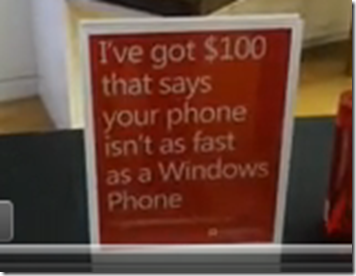 I've got $100
that says
your phone
isn't as fast
as a Windows
Phone